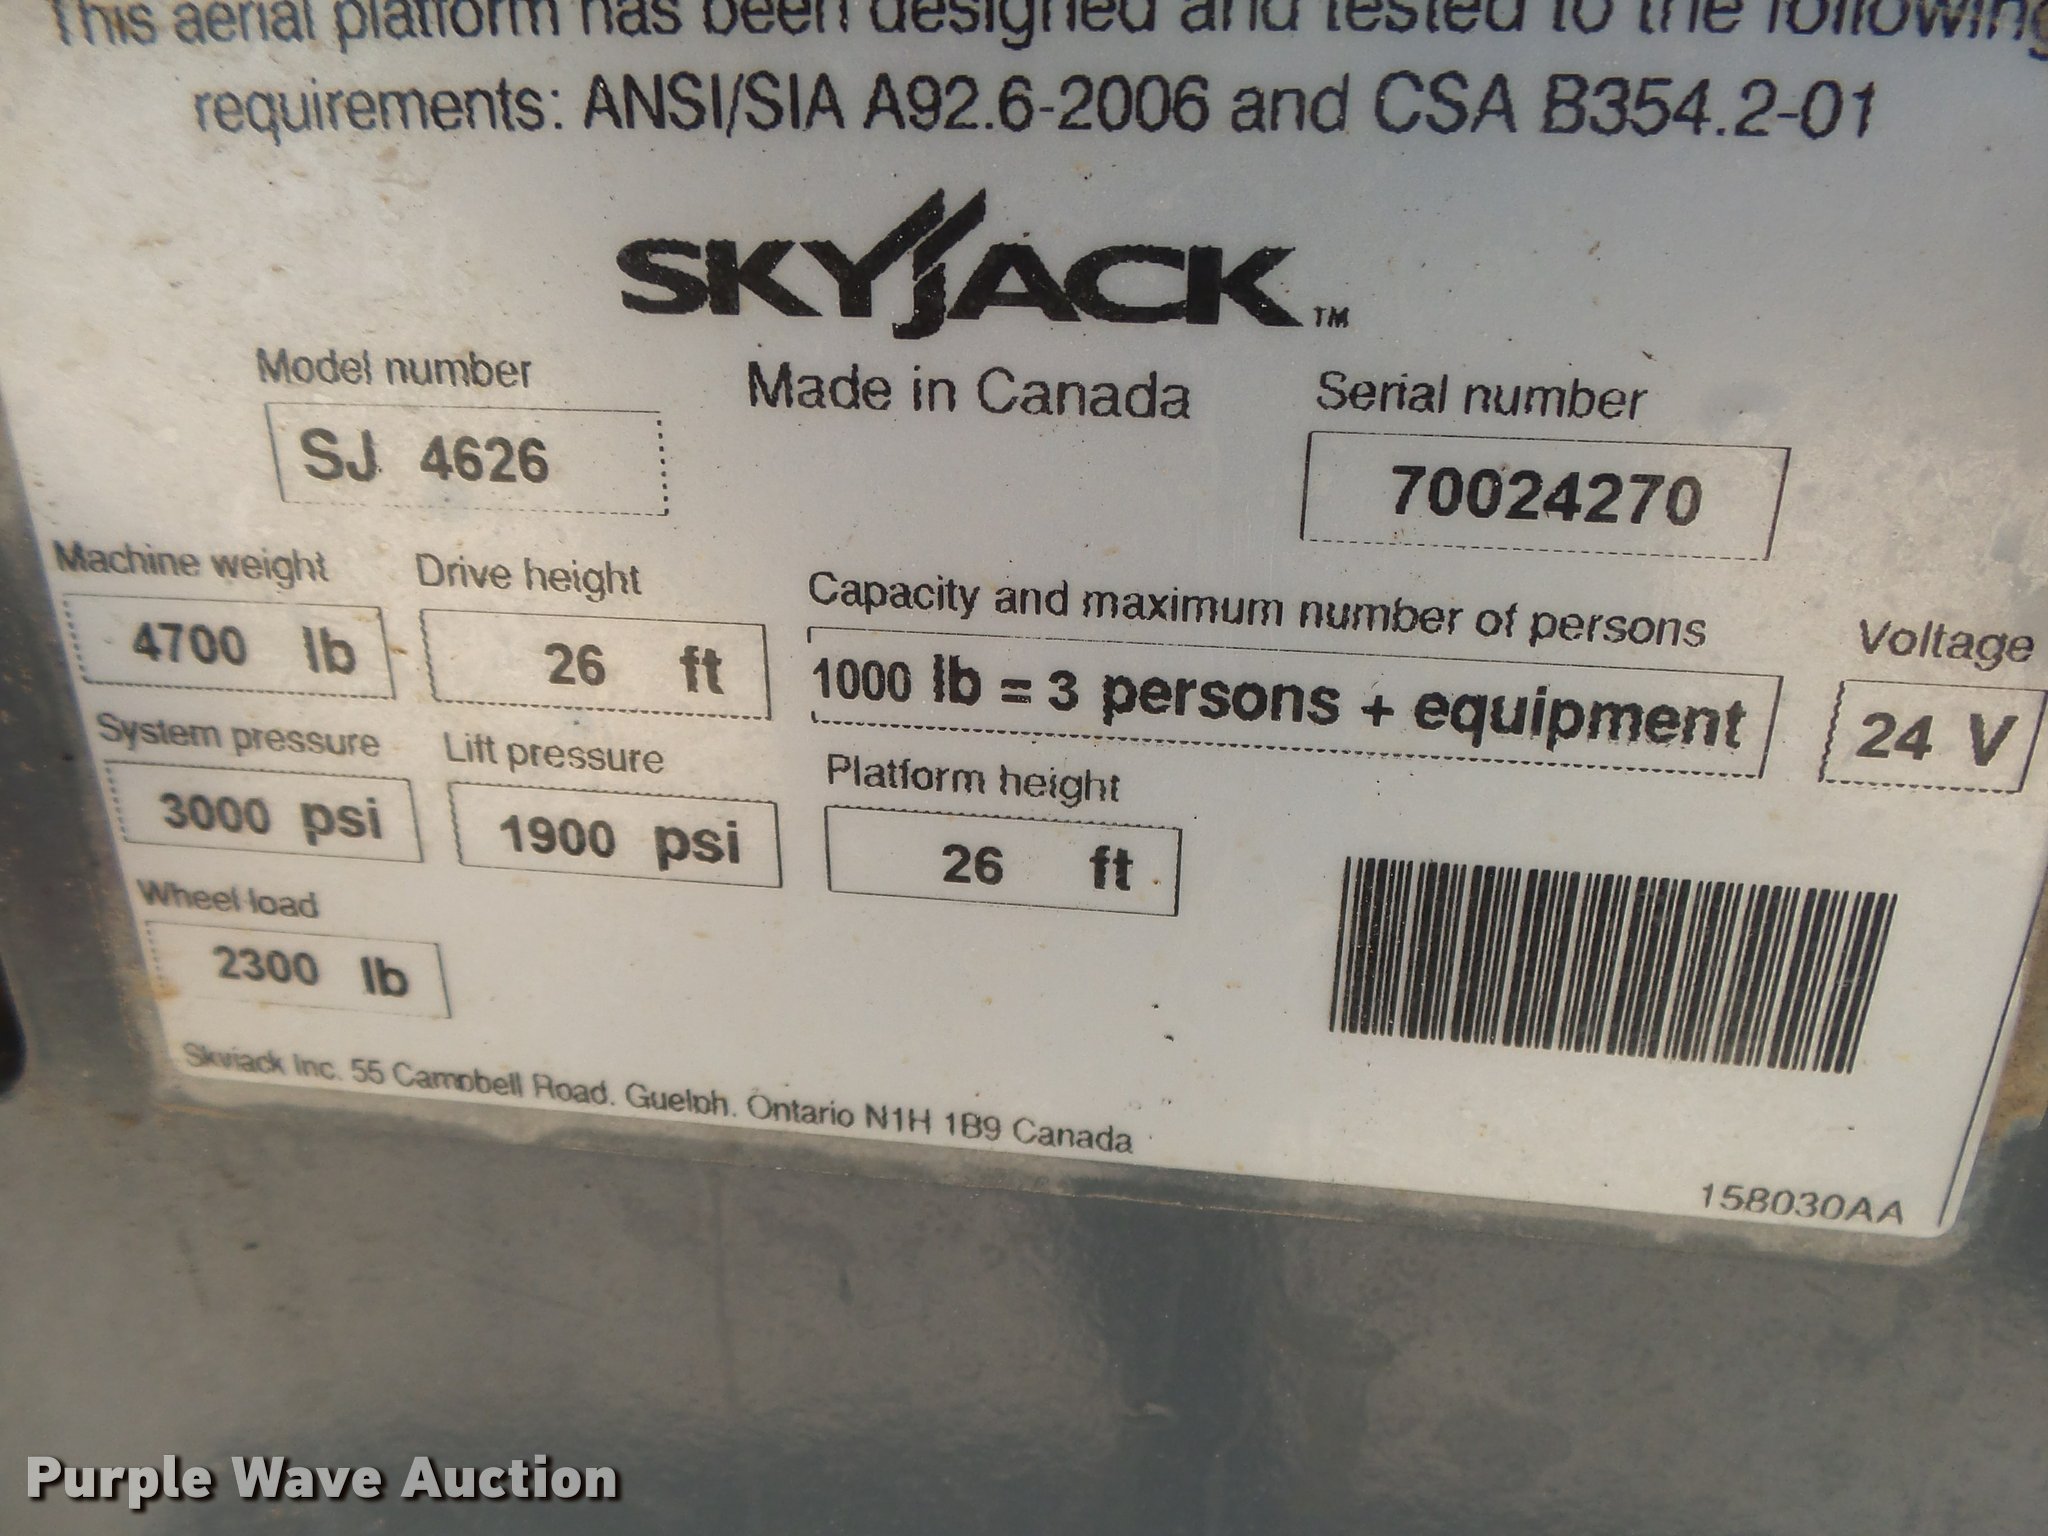 This aerial platform has been designed and tested to the following
requirements: ANSI/SIA A92.6-2006 and CSA B354.2-01
SKYJACK™
Made in Canada
Model number
SJ 4626
Serial number
70024270
Machine weight
4700 lb
Drive height
26 ft
Capacity and maximum number of persons
1000 lb = 3 persons + equipment
Voltage
24 V
System pressure
3000 psi
Lift pressure
1900 psi
Platform height
26 ft
Wheel load
2300 lb
Skyjack Inc. 55 Campbell Road. Guelph. Ontario N1H 1B9 Canada
158030AA
Purple Wave Auction